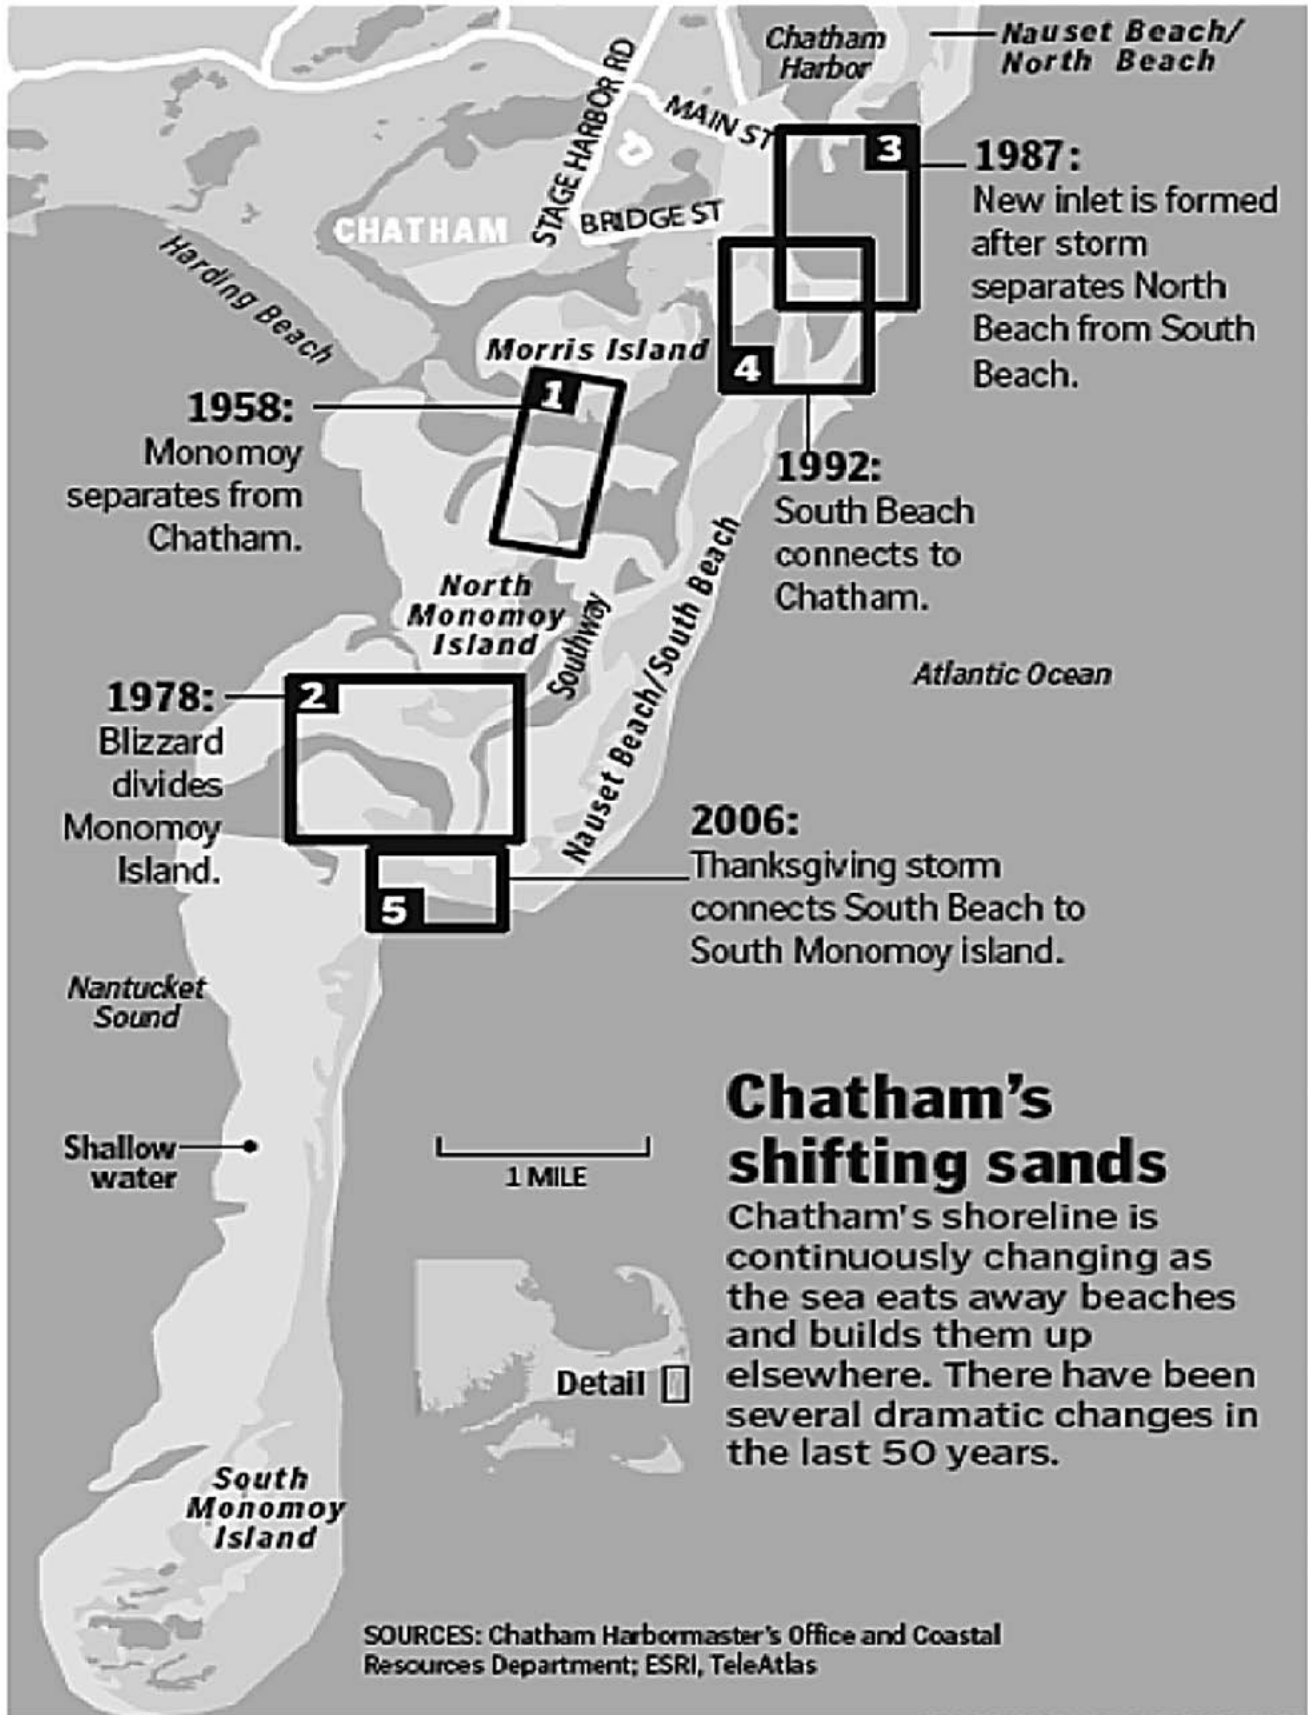 Chatham
Harbor
Nauset Beach/
North Beach
STAGE HARBOR RD
MAIN ST
3
1987:
New inlet is formed
after storm
separates North
Beach from South
Beach.
CHATHAM
BRIDGE ST
Harding Beach
Morris Island
4
1
1958:
Monomoy
separates from
Chatham.
1992:
South Beach
connects to
Chatham.
North
Monomoy
Island
Southway
Nauset Beach/South Beach
Atlantic Ocean
2
1978:
Blizzard
divides
Monomoy
Island.
2006:
Thanksgiving storm
connects South Beach to
South Monomoy island.
5
Nantucket
Sound
Shallow
water
1 MILE
Chatham's
shifting sands
Chatham's shoreline is
continuously changing as
the sea eats away beaches
and builds them up
elsewhere. There have been
several dramatic changes in
the last 50 years.
Detail
South
Monomoy
Island
SOURCES: Chatham Harbormaster's Office and Coastal
Resources Department; ESRI, TeleAtlas